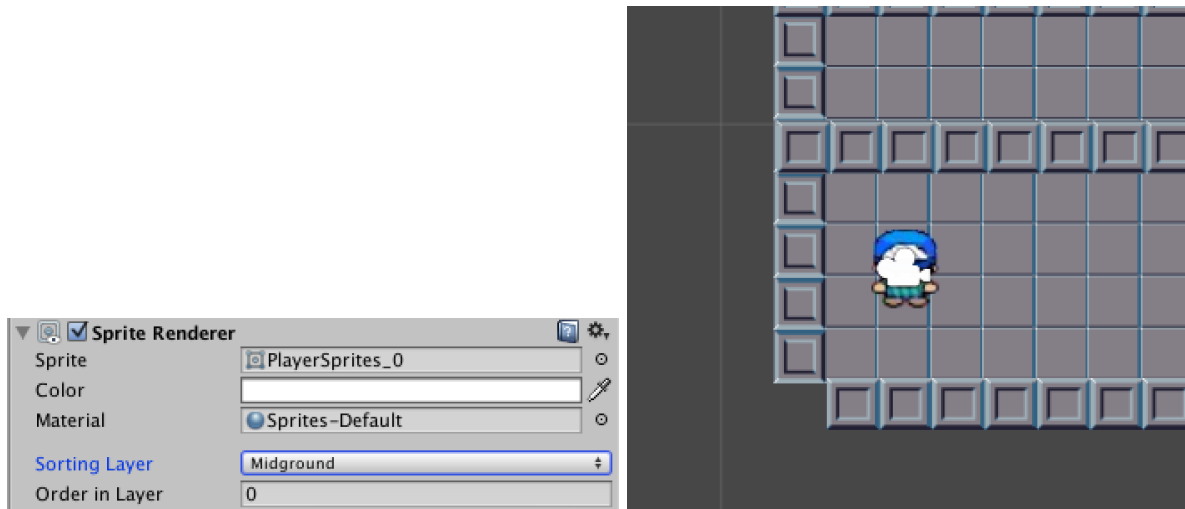 Sprite Renderer
Sprite PlayerSprites_0
Color
Material Sprites-Default
Sorting Layer Midground
Order in Layer 0